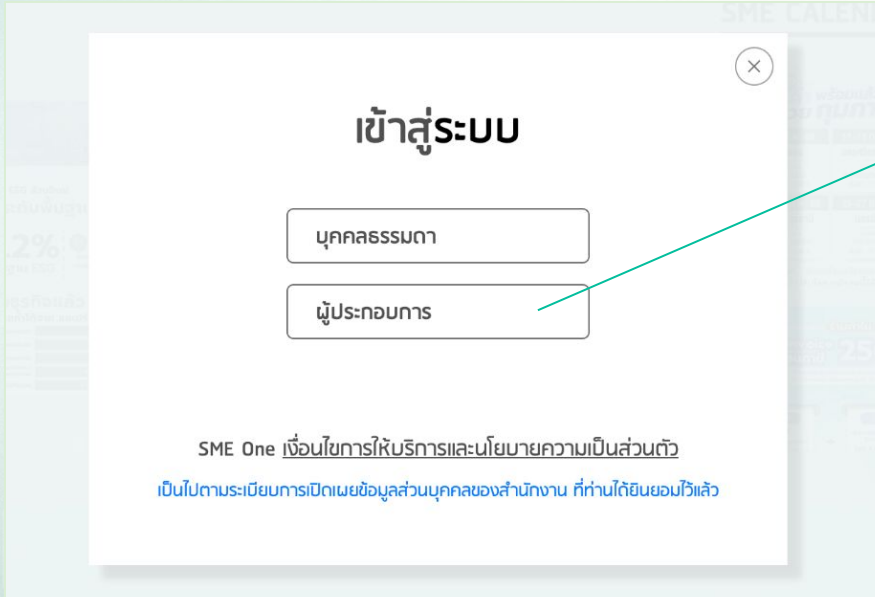 SME CALEN
เข้าสู่ระบบ
บุคคลธรรมดา
ผู้ประกอบการ
SME One เงื่อนไขการให้บริการและนโยบายความเป็นส่วนตัว
เป็นไปตามระเบียบการเปิดเผยข้อมูลส่วนบุคคลของสำนักงาน ที่ท่านได้ยินยอมไว้แล้ว